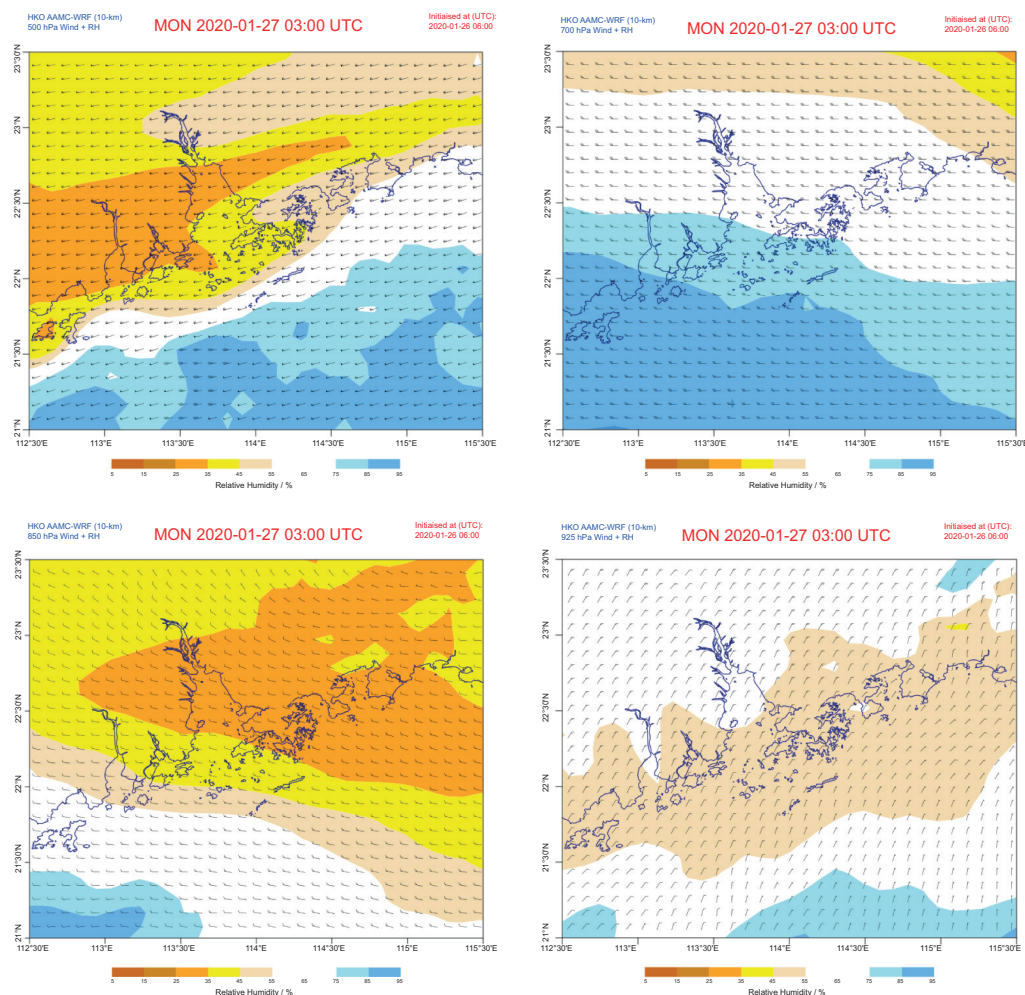 HKO AAMC-WRF (10-km)
500 hPa Wind + RH
MON 2020-01-27 03:00 UTC
Initiaised at (UTC):
2020-01-26 06:00
23°30'N
23°N
22°30'N
22°N
21°30'N
21°N
112°30'E
113°E
113°30'E
114°E
114°30'E
115°E
115°30'E
5 15 25 35 45 55 65 75 85 95
Relative Humidity / %
HKO AAMC-WRF (10-km)
700 hPa Wind + RH
MON 2020-01-27 03:00 UTC
Initiaised at (UTC):
2020-01-26 06:00
23°30'N
23°N
22°30'N
22°N
21°30'N
21°N
112°30'E
113°E
113°30'E
114°E
114°30'E
115°E
115°30'E
5 15 25 35 45 55 65 75 85 95
Relative Humidity / %
HKO AAMC-WRF (10-km)
850 hPa Wind + RH
MON 2020-01-27 03:00 UTC
Initiaised at (UTC):
2020-01-26 06:00
23°30'N
23°N
22°30'N
22°N
21°30'N
21°N
112°30'E
113°E
113°30'E
114°E
114°30'E
115°E
115°30'E
5 15 25 35 45 55 65 75 85 95
Relative Humidity / %
HKO AAMC-WRF (10-km)
925 hPa Wind + RH
MON 2020-01-27 03:00 UTC
Initiaised at (UTC):
2020-01-26 06:00
23°30'N
23°N
22°30'N
22°N
21°30'N
21°N
112°30'E
113°E
113°30'E
114°E
114°30'E
115°E
115°30'E
5 15 25 35 45 55 65 75 85 95
Relative Humidity / %